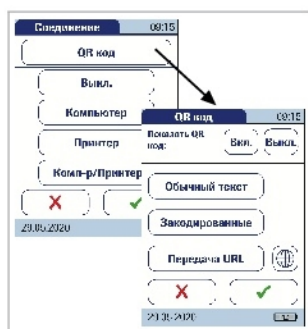 Соединение 09:15
QR код
Выкл.
Компьютер
Принтер
Комп-р/Принтер
29.05.2020
QR код 09:15
Показать QR
код:
Вкл.
Выкл.
Обычный текст
Закодированные
Передача URL
29.05.2020